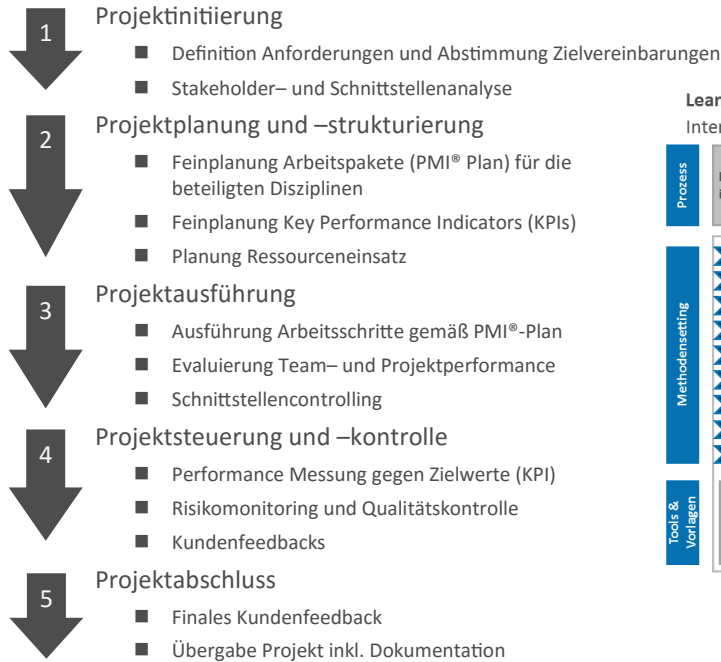 1
Projektinitiierung
■ Definition Anforderungen und Abstimmung Zielvereinbarungen
■ Stakeholder– und Schnittstellenanalyse
2
Projektplanung und –strukturierung
■ Feinplanung Arbeitspakete (PMI® Plan) für die
beteiligten Disziplinen
■ Feinplanung Key Performance Indicators (KPIs)
■ Planung Ressourceneinsatz
3
Projektausführung
■ Ausführung Arbeitsschritte gemäß PMI®-Plan
■ Evaluierung Team– und Projektperformance
■ Schnittstellencontrolling
4
Projektsteuerung und –kontrolle
■ Performance Messung gegen Zielwerte (KPI)
■ Risikomonitoring und Qualitätskontrolle
■ Kundenfeedbacks
5
Projektabschluss
■ Finales Kundenfeedback
■ Übergabe Projekt inkl. Dokumentation
Prozess
Methodensetting
Tools &
Vorlagen